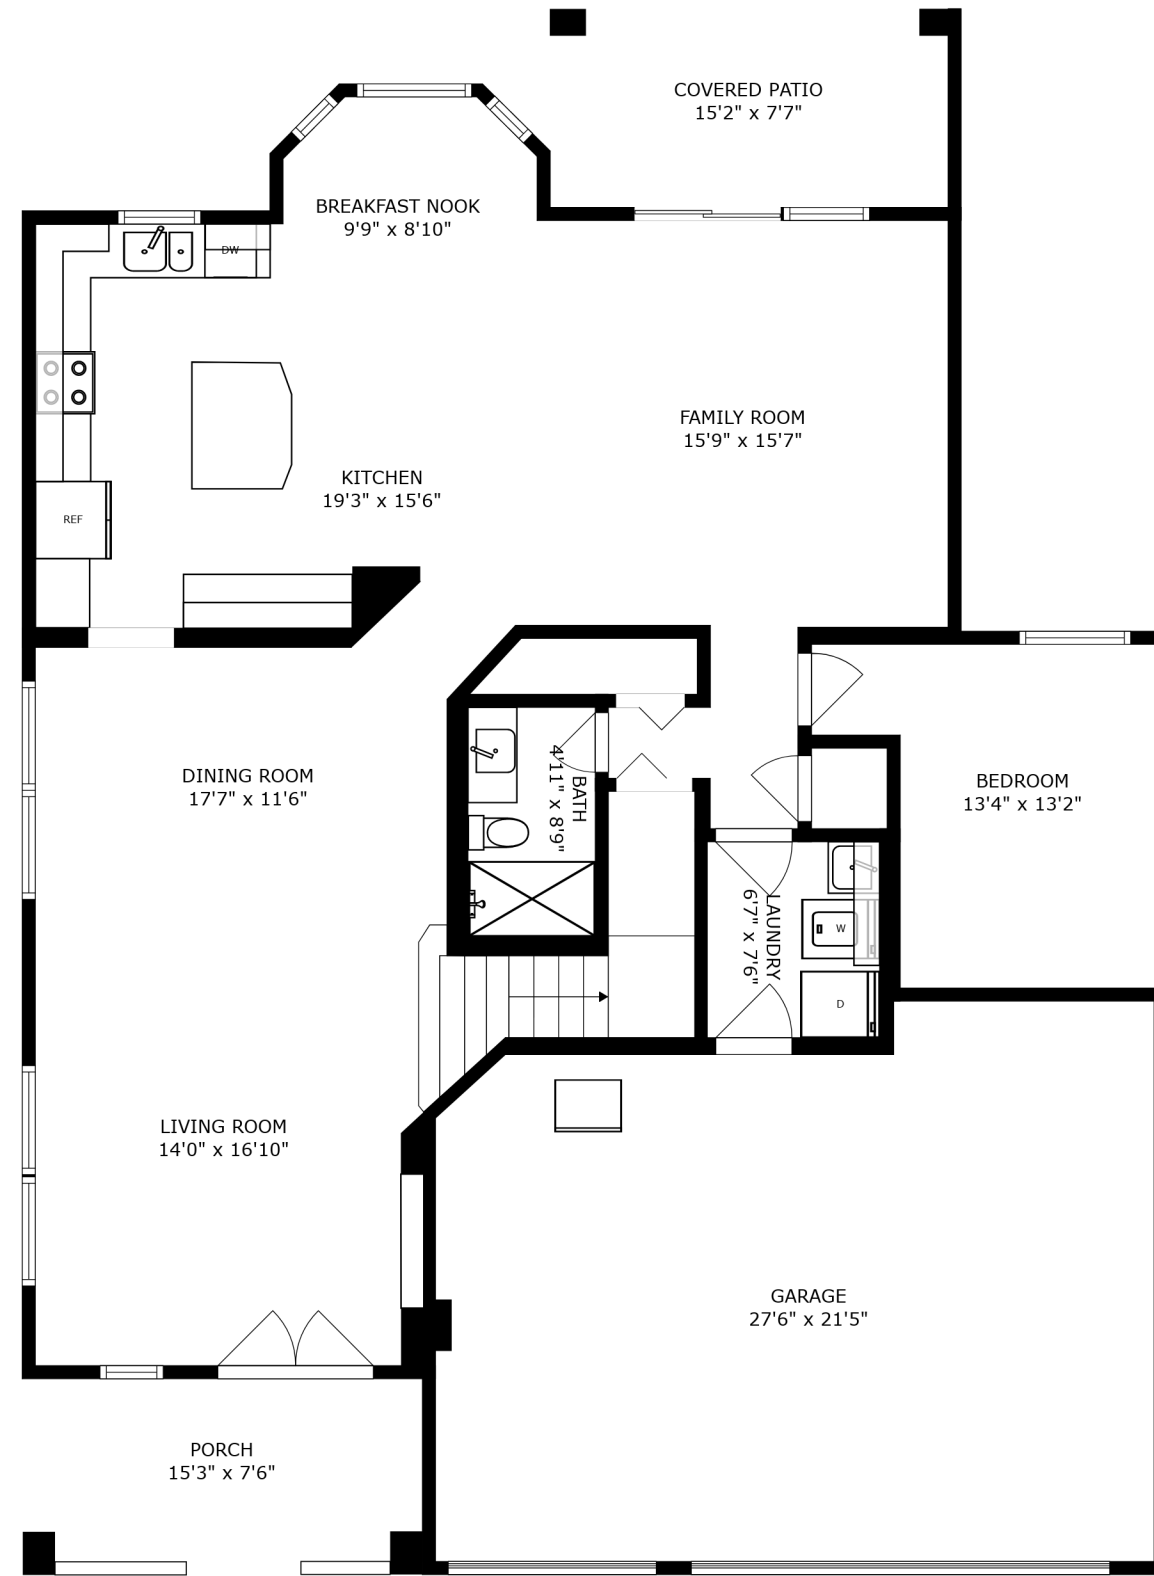 COVERED PATIO
15'2" x 7'7"
BREAKFAST NOOK
9'9" x 8'10"
DW
FAMILY ROOM
15'9" x 15'7"
KITCHEN
19'3" x 15'6"
REF
DINING ROOM
17'7" x 11'6"
BATH
4'11" x 8'9"
BEDROOM
13'4" x 13'2"
LAUNDRY
6'7" x 7'6"
W
D
LIVING ROOM
14'0" x 16'10"
GARAGE
27'6" x 21'5"
PORCH
15'3" x 7'6"